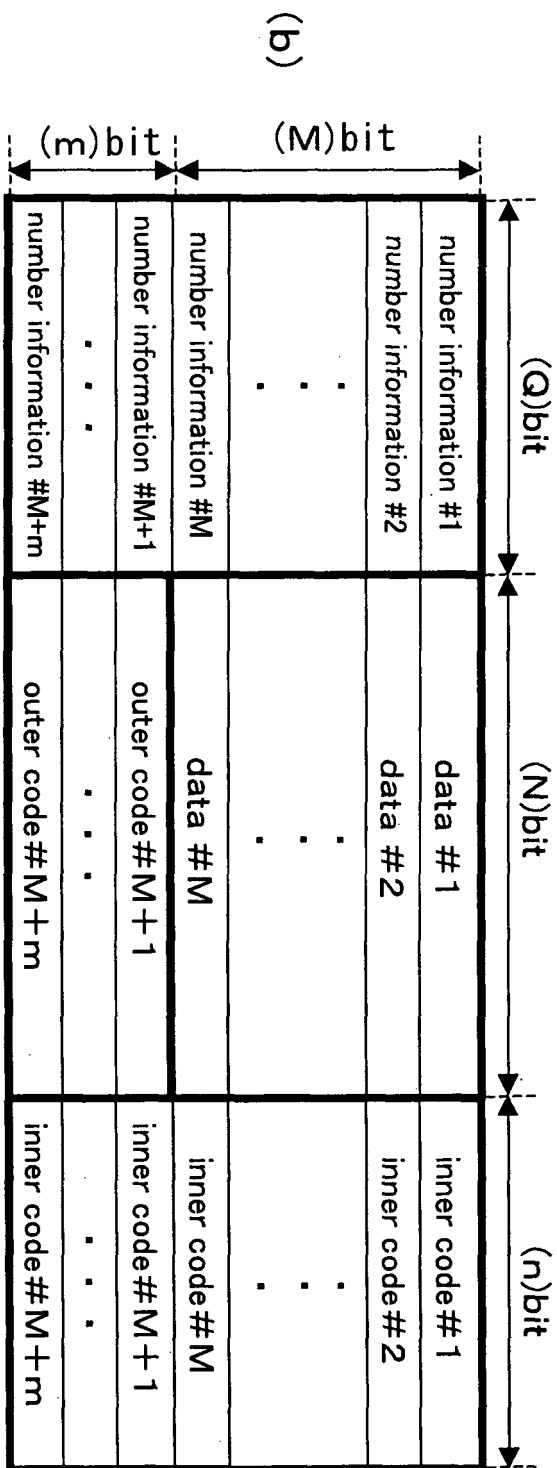 (b)
(Q)bit (N)bit (n)bit
(M)bit
number information #1 data #1 inner code#1
number information #2 data #2 inner code#2
. . . . . . . . .
number information #M data #M inner code#M
(m)bit
number information #M+1 outer code#M+1 inner code#M+1
. . . . . . . . .
number information #M+m outer code#M+m inner code#M+m